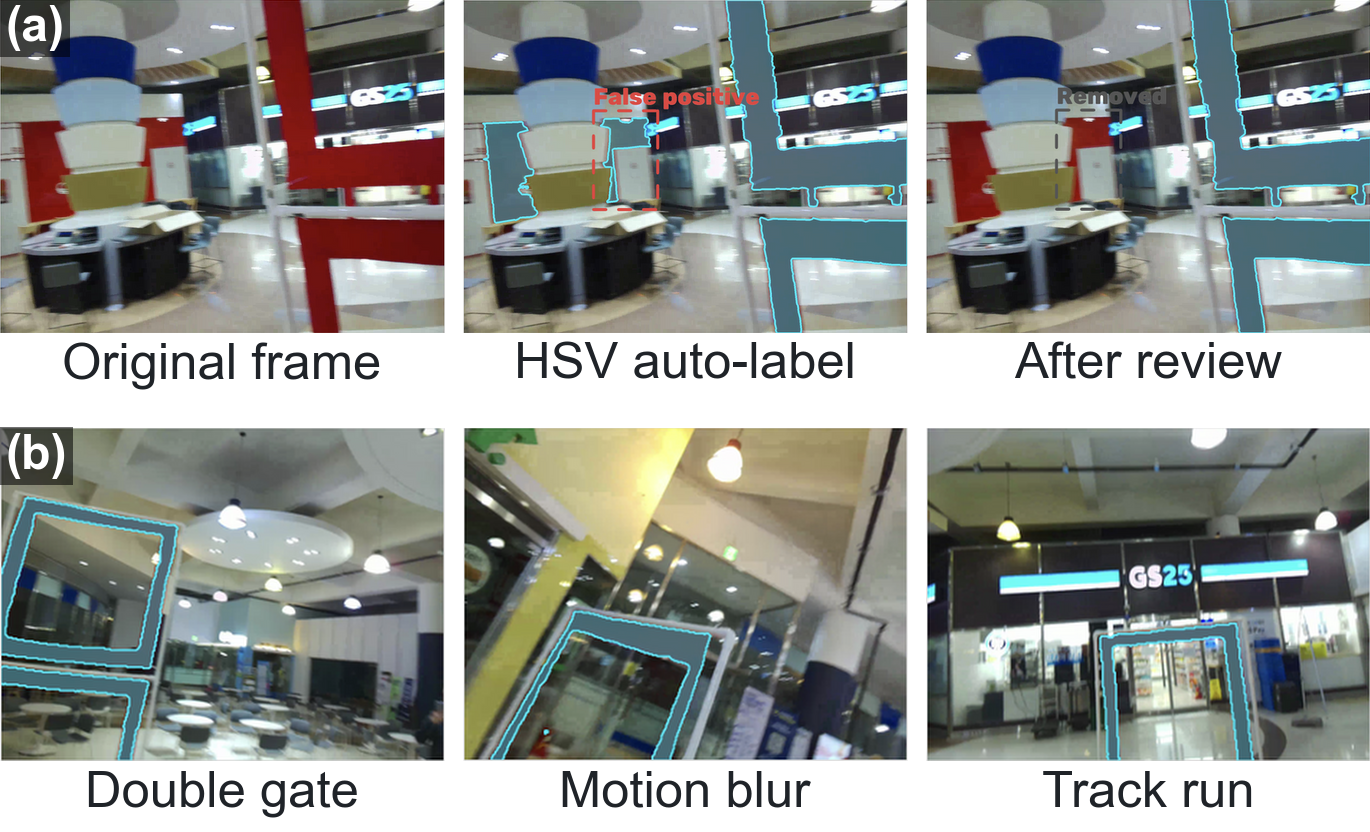 (a)
GS25
False positive
GS25
Removed
GS25
Original frame
HSV auto-label
After review
(b)
GS25
Double gate
Motion blur
Track run